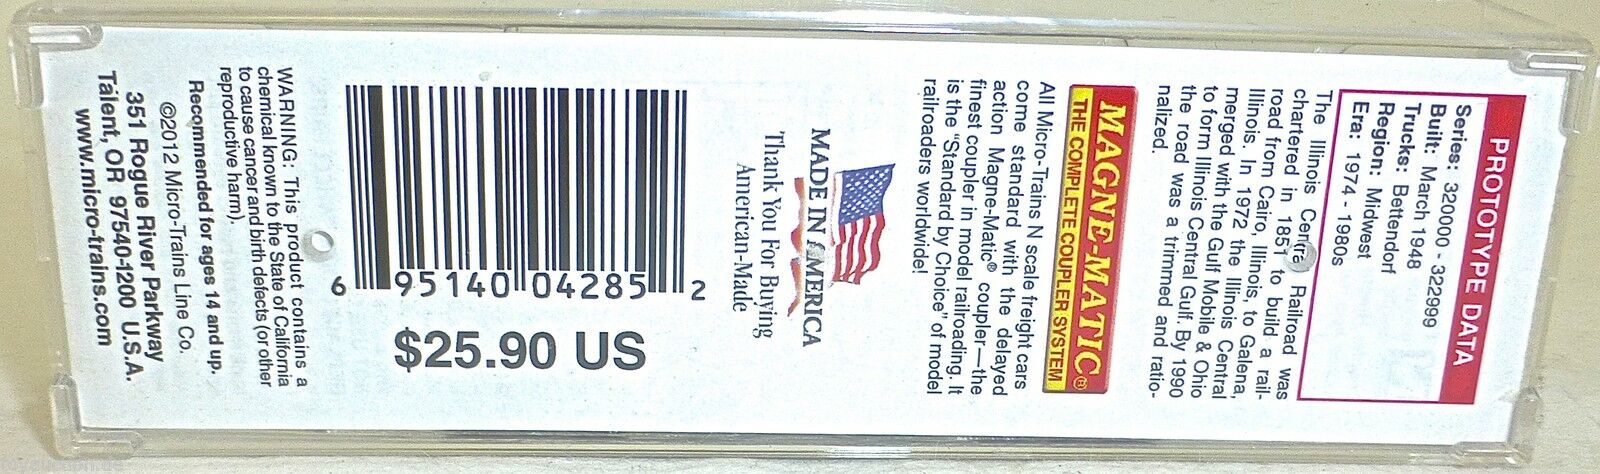 PROTOTYPE DATA
Series: 320000 - 322999
Built: March 1948
Trucks: Bettendorf
Region: Midwest
Era: 1974 - 1980s
The Illinois Central Railroad was
chartered in 1851 to build a rail-
road from Cairo, Illinois, to Galena,
Illinois. In 1972 the Illinois Central
merged with the Gulf Mobile & Ohio
to form Illinois Central Gulf. By 1990
the road was a trimmed and ratio-
nalized.
MAGNE-MATIC®
THE COMPLETE COUPLER SYSTEM
All Micro-Trains N scale freight cars
come standard with the delayed
action Magne-Matic® coupler—the
finest coupler in model railroading. It
is the "Standard by Choice" of model
railroaders worldwide!
MADE IN AMERICA
Thank You For Buying
American-Made
6 95140 04285 2
$25.90 US
WARNING: This product contains a
chemical known to the State of California
to cause cancer and birth defects (or other
reproductive harm).
Recommended for ages 14 and up.
©2012 Micro-Trains Line Co.
351 Rogue River Parkway
Talent, OR 97540-1200 U.S.A.
www.micro-trains.com